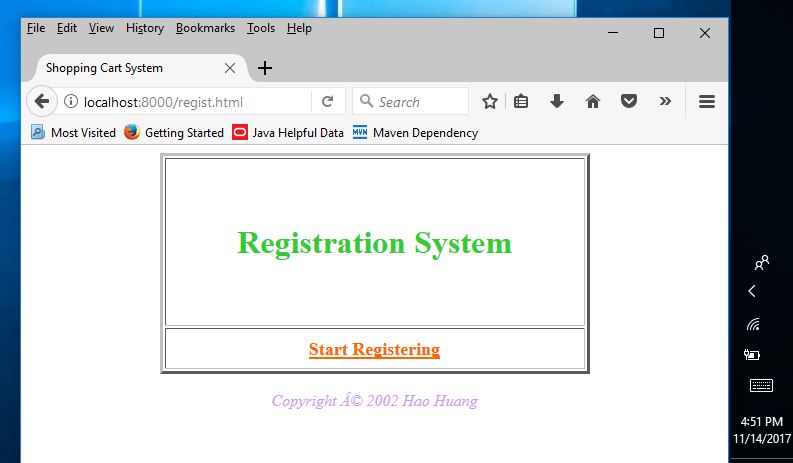 File Edit View History Bookmarks Tools Help
Shopping Cart System
localhost:8000/regist.html
Search
Most Visited Getting Started Java Helpful Data MVN Maven Dependency
Registration System
Start Registering
Copyright Â© 2002 Hao Huang
4:51 PM
11/14/2017